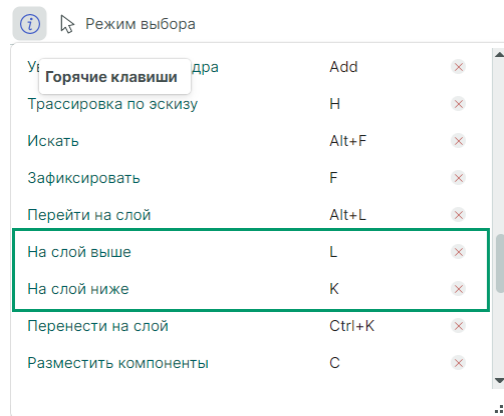 Режим выбора
Ув дра Add
Горячие клавиши
Трассировка по эскизу H
Искать Alt+F
Зафиксировать F
Перейти на слой Alt+L
На слой выше L
На слой ниже K
Перенести на слой Ctrl+K
Разместить компоненты C